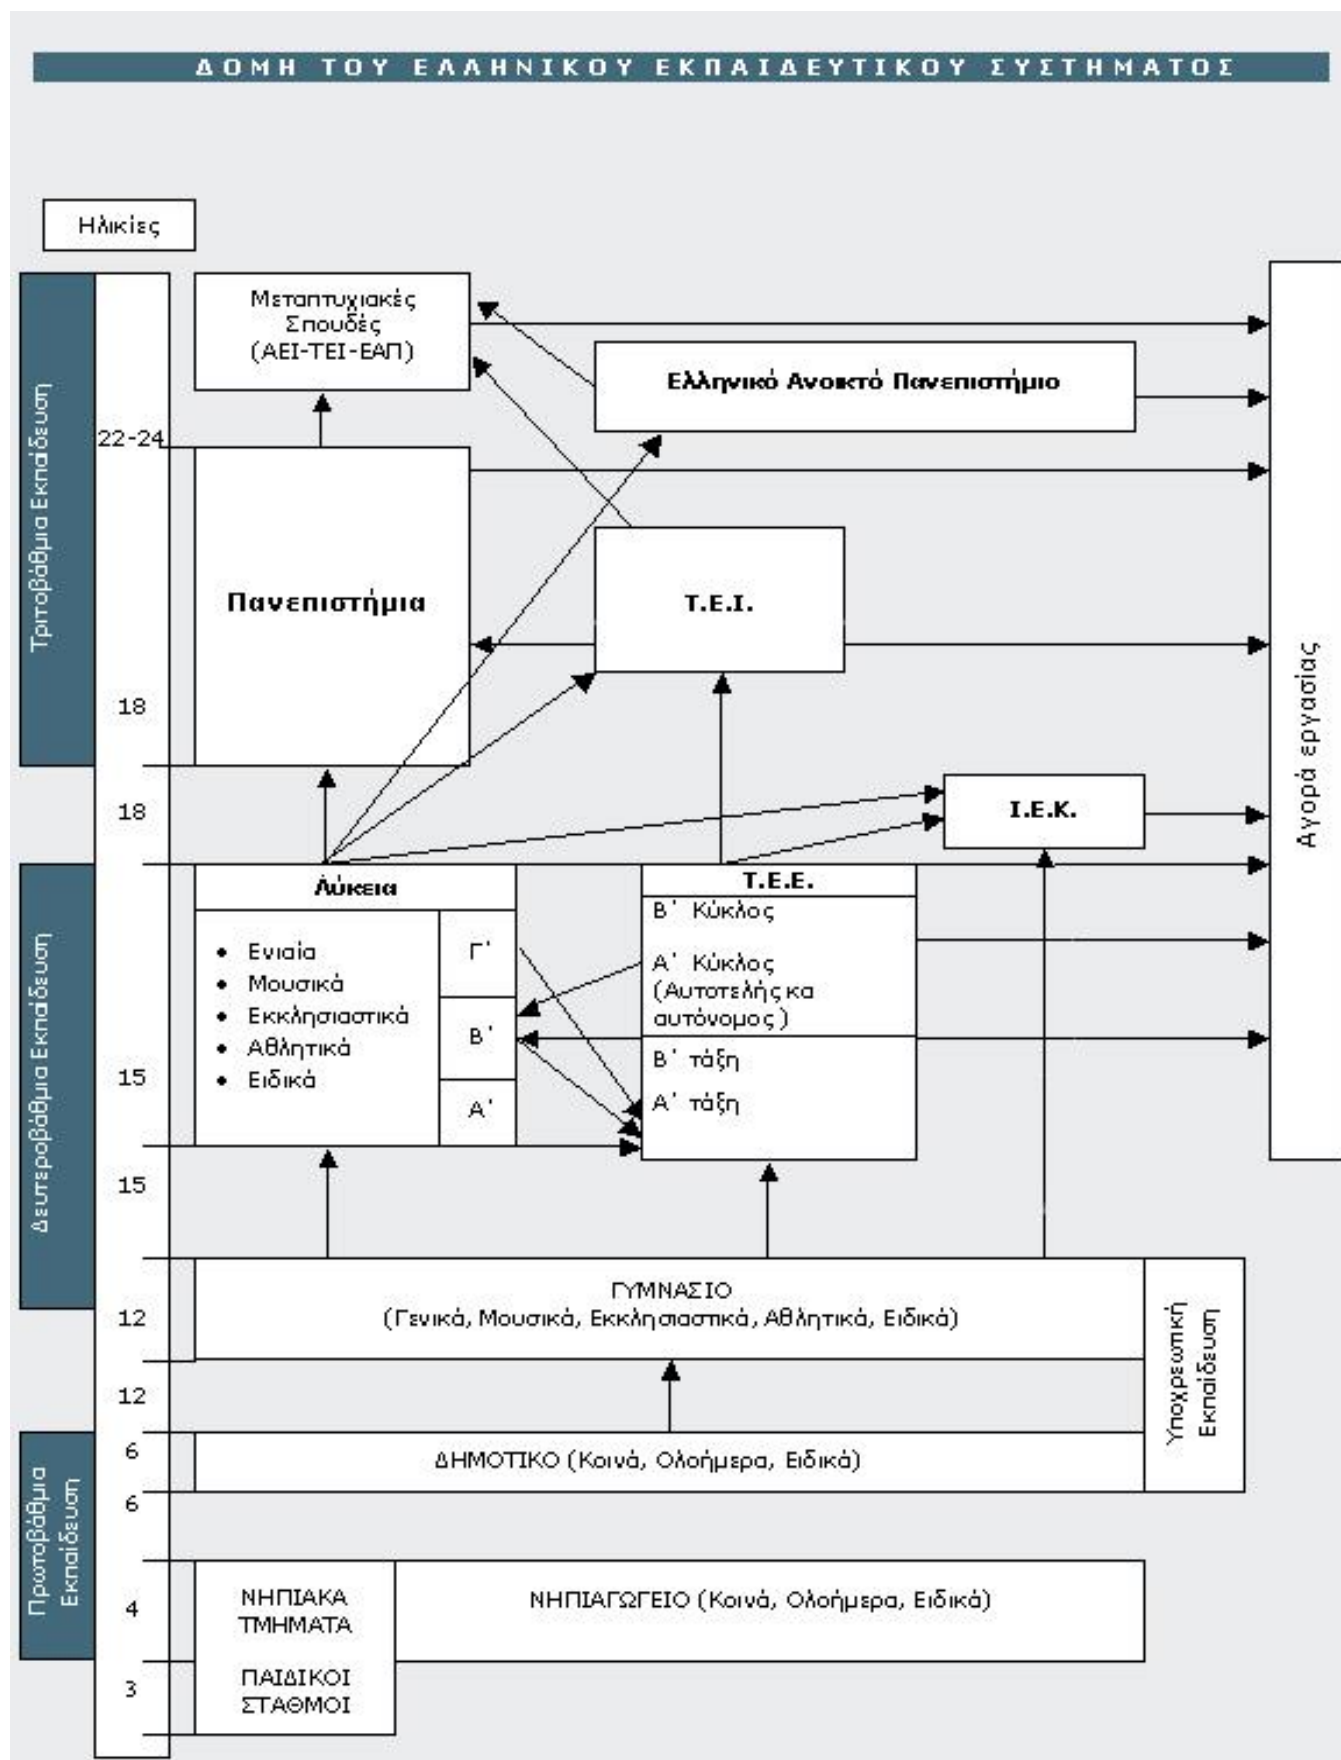 ΔΟΜΗ ΤΟΥ ΕΛΛΗΝΙΚΟΥ ΕΚΠΑΙΔΕΥΤΙΚΟΥ ΣΥΣΤΗΜΑΤΟΣ
Ηλικίες
Τριτοβάθμια Εκπαίδευση
Μεταπτυχιακές
Σπουδές
(ΑΕΙ-ΤΕΙ-ΕΑΠ)
Ελληνικό Ανοικτό Πανεπιστήμιο
22-24
Πανεπιστήμια
Τ.Ε.Ι.
18
18
Ι.Ε.Κ.
Αγορά εργασίας
Δευτεροβάθμια Εκπαίδευση
Λύκεια
• Ενιαία
• Μουσικά
• Εκκλησιαστικά
• Αθλητικά
• Ειδικά
Γ'
Β'
Α'
Τ.Ε.Ε.
Β' Κύκλος
Α' Κύκλος
(Αυτοτελής κα
αυτόνομος)
Β' τάξη
Α' τάξη
15
15
ΓΥΜΝΑΣΙΟ
(Γενικά, Μουσικά, Εκκλησιαστικά, Αθλητικά, Ειδικά)
12
12
Υποχρεωτική
Εκπαίδευση
Πρωτοβάθμια
Εκπαίδευση
6
ΔΗΜΟΤΙΚΟ (Κοινά, Ολοήμερα, Ειδικά)
6
4
ΝΗΠΙΑΚΑ
ΤΜΗΜΑΤΑ
ΝΗΠΙΑΓΩΓΕΙΟ (Κοινά, Ολοήμερα, Ειδικά)
3
ΠΑΙΔΙΚΟΙ
ΣΤΑΘΜΟΙ